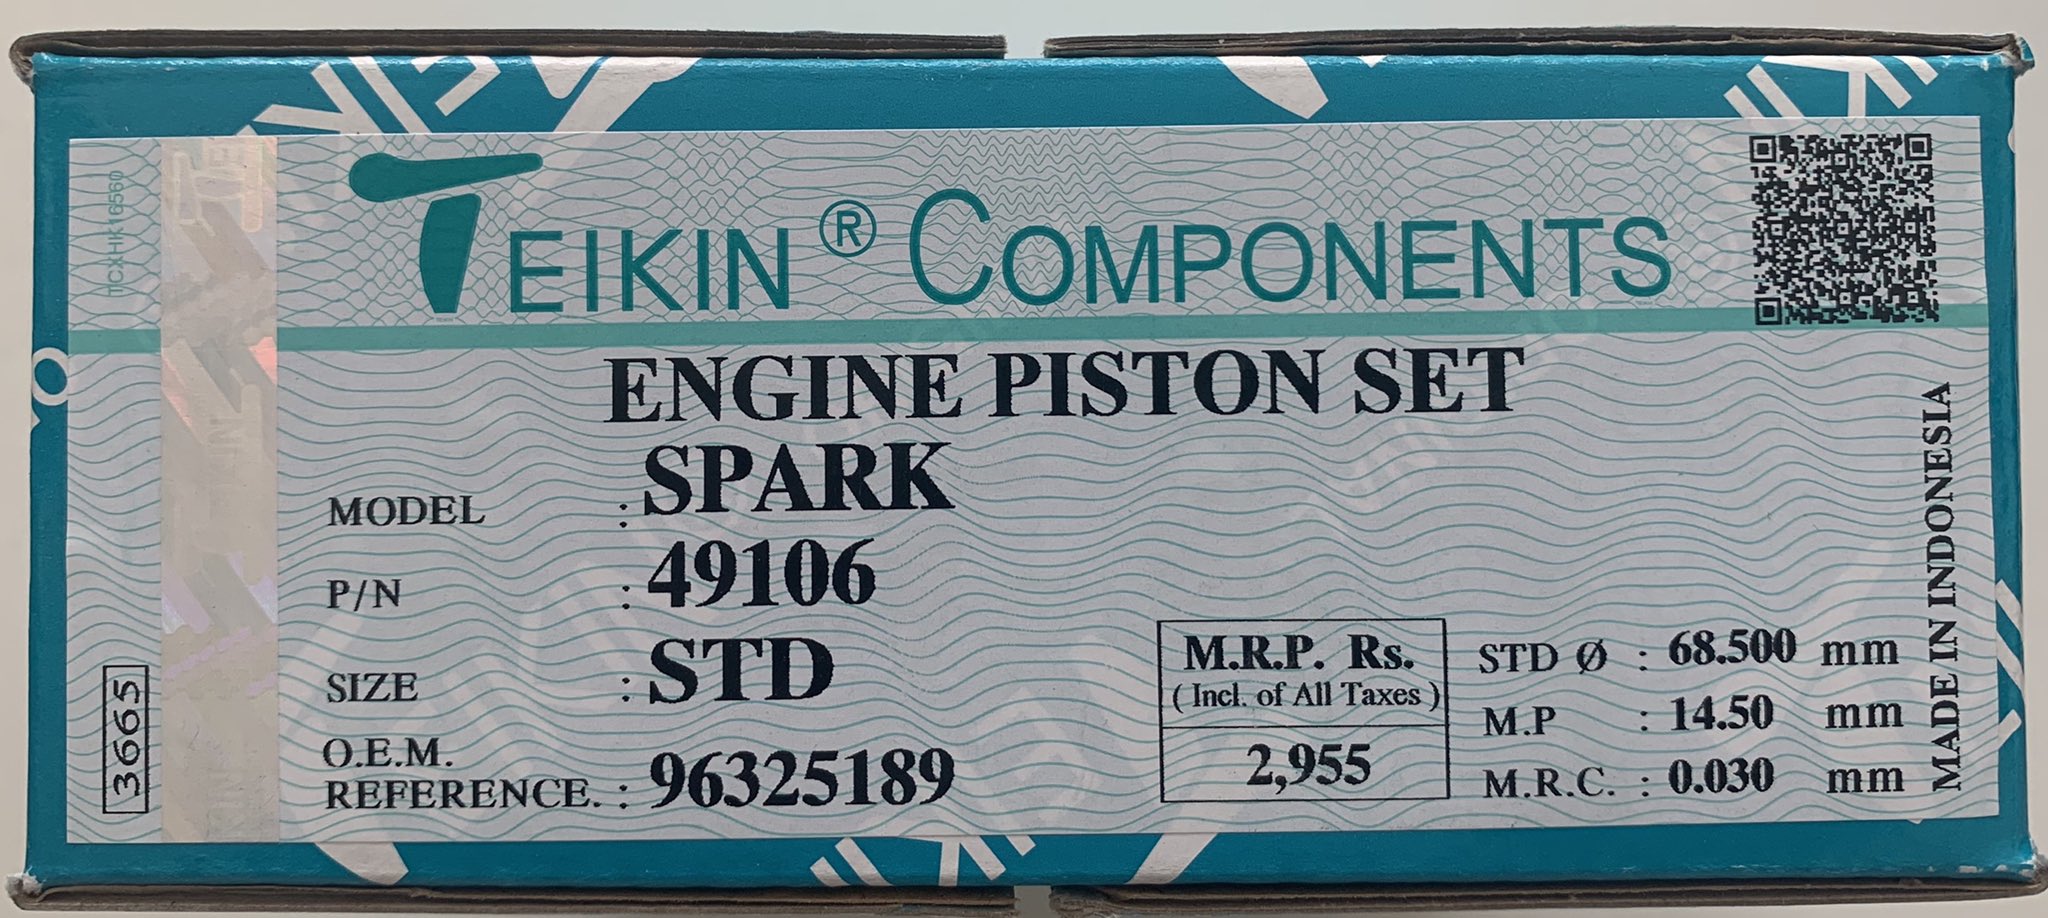 TEIKIN® COMPONENTS
ENGINE PISTON SET
MODEL : SPARK
P/N : 49106
SIZE : STD
O.E.M.
REFERENCE. : 96325189
M.R.P. Rs.
( Incl. of All Taxes )
2,955
STD Ø : 68.500 mm
M.P : 14.50 mm
M.R.C. : 0.030 mm
MADE IN INDONESIA
3665